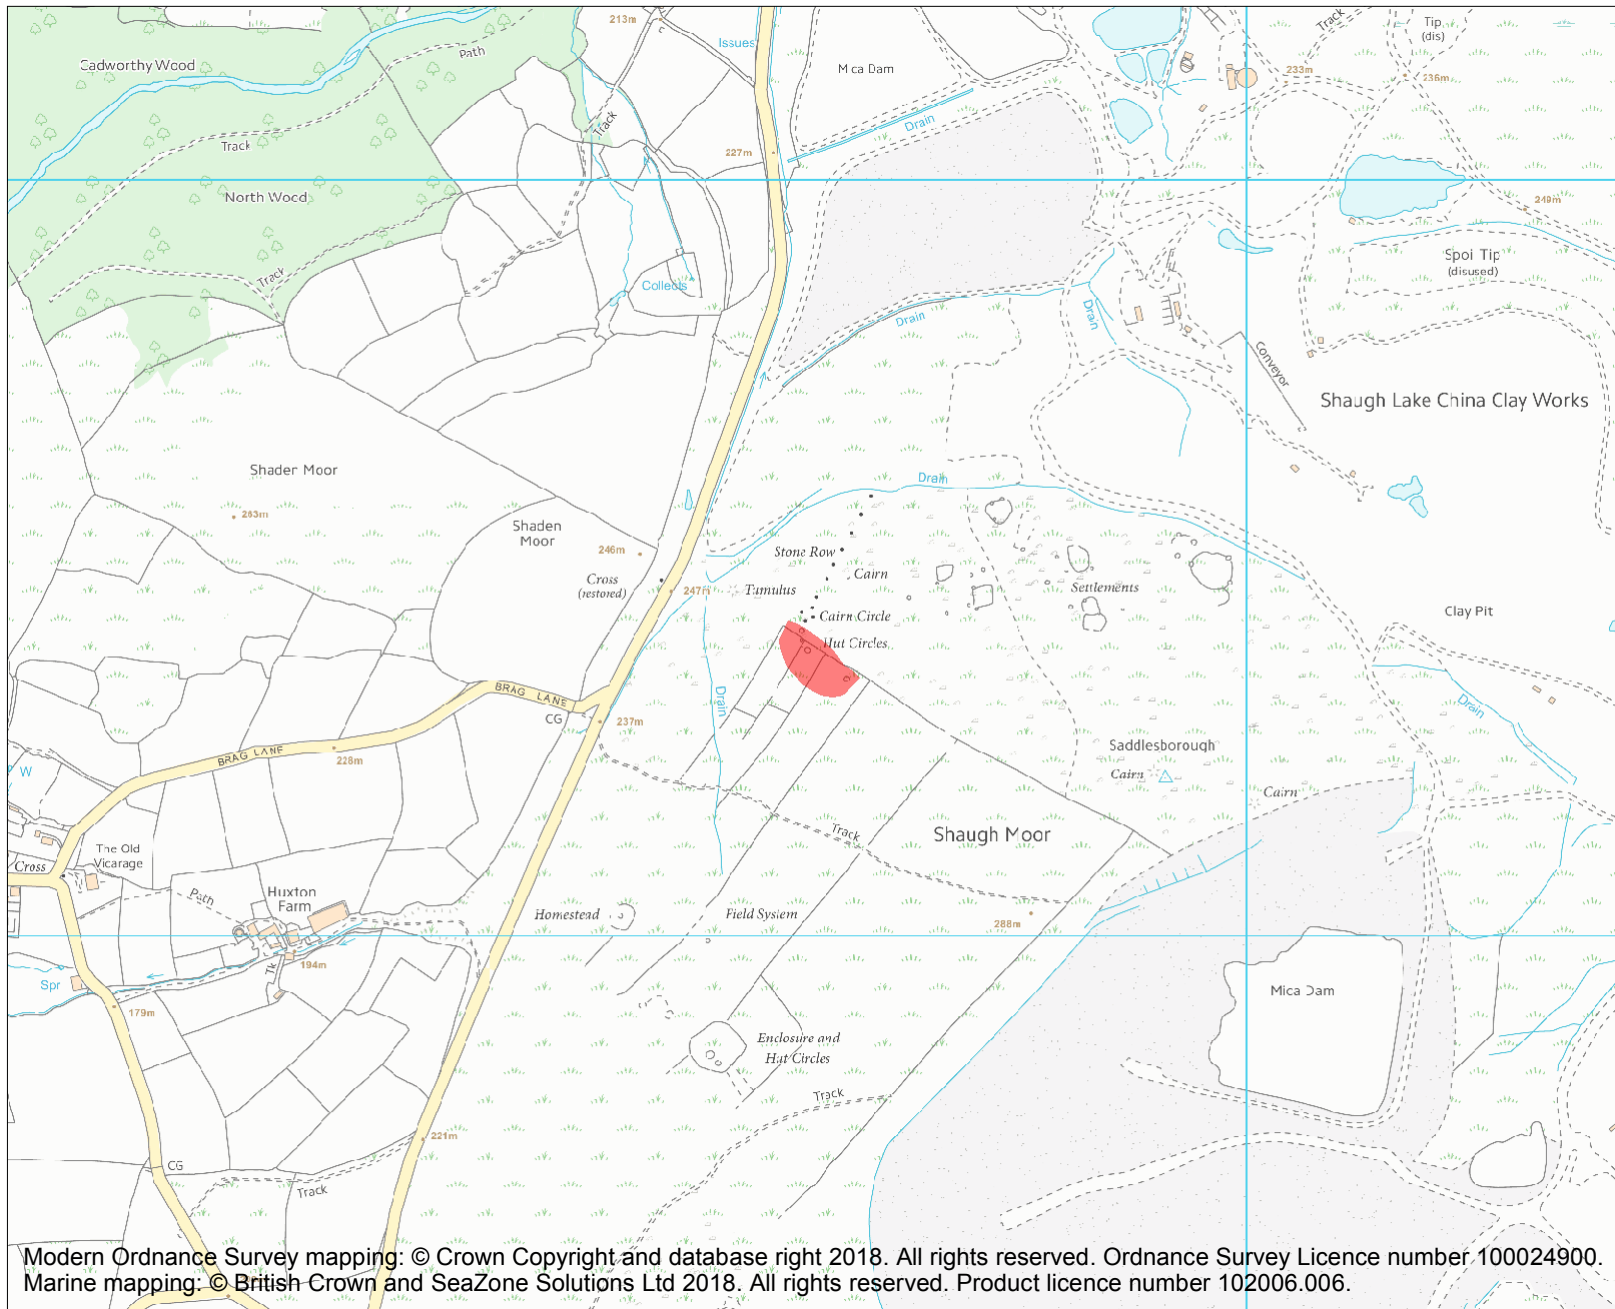 213m
Issues
Track
Tip
(dis)
Path
Cadworthy Wood
Mica Dam
233m
236m
Drain
Track
Track
227m
North Wood
249m
Spoi Tip
(disused)
Track
Collects
Drain
Drain
Conveyor
Shaugh Lake China Clay Works
Shaden Moor
Drain
263m
Shaden
Moor
246m
Stone Row
Cairn
Cross
(restored)
247m
Tumulus
Settlements
Cairn Circle
Clay Pit
Hut Circles
BRAG LANE
Drain
CG
237m
Drain
BRAG LANE
228m
Saddlesborough
Cairn
W
Cairn
Track
Shaugh Moor
The Old
Vicarage
Cross
Path
Huxton
Farm
Homestead
Field System
288m
Tk
194m
Spr
179m
Mica Dam
Enclosure and
Hut Circles
Track
221m
CG
Track
Modern Ordnance Survey mapping: © Crown Copyright and database right 2018. All rights reserved. Ordnance Survey Licence number 100024900.
Marine mapping: © British Crown and SeaZone Solutions Ltd 2018. All rights reserved. Product licence number 102006.006.